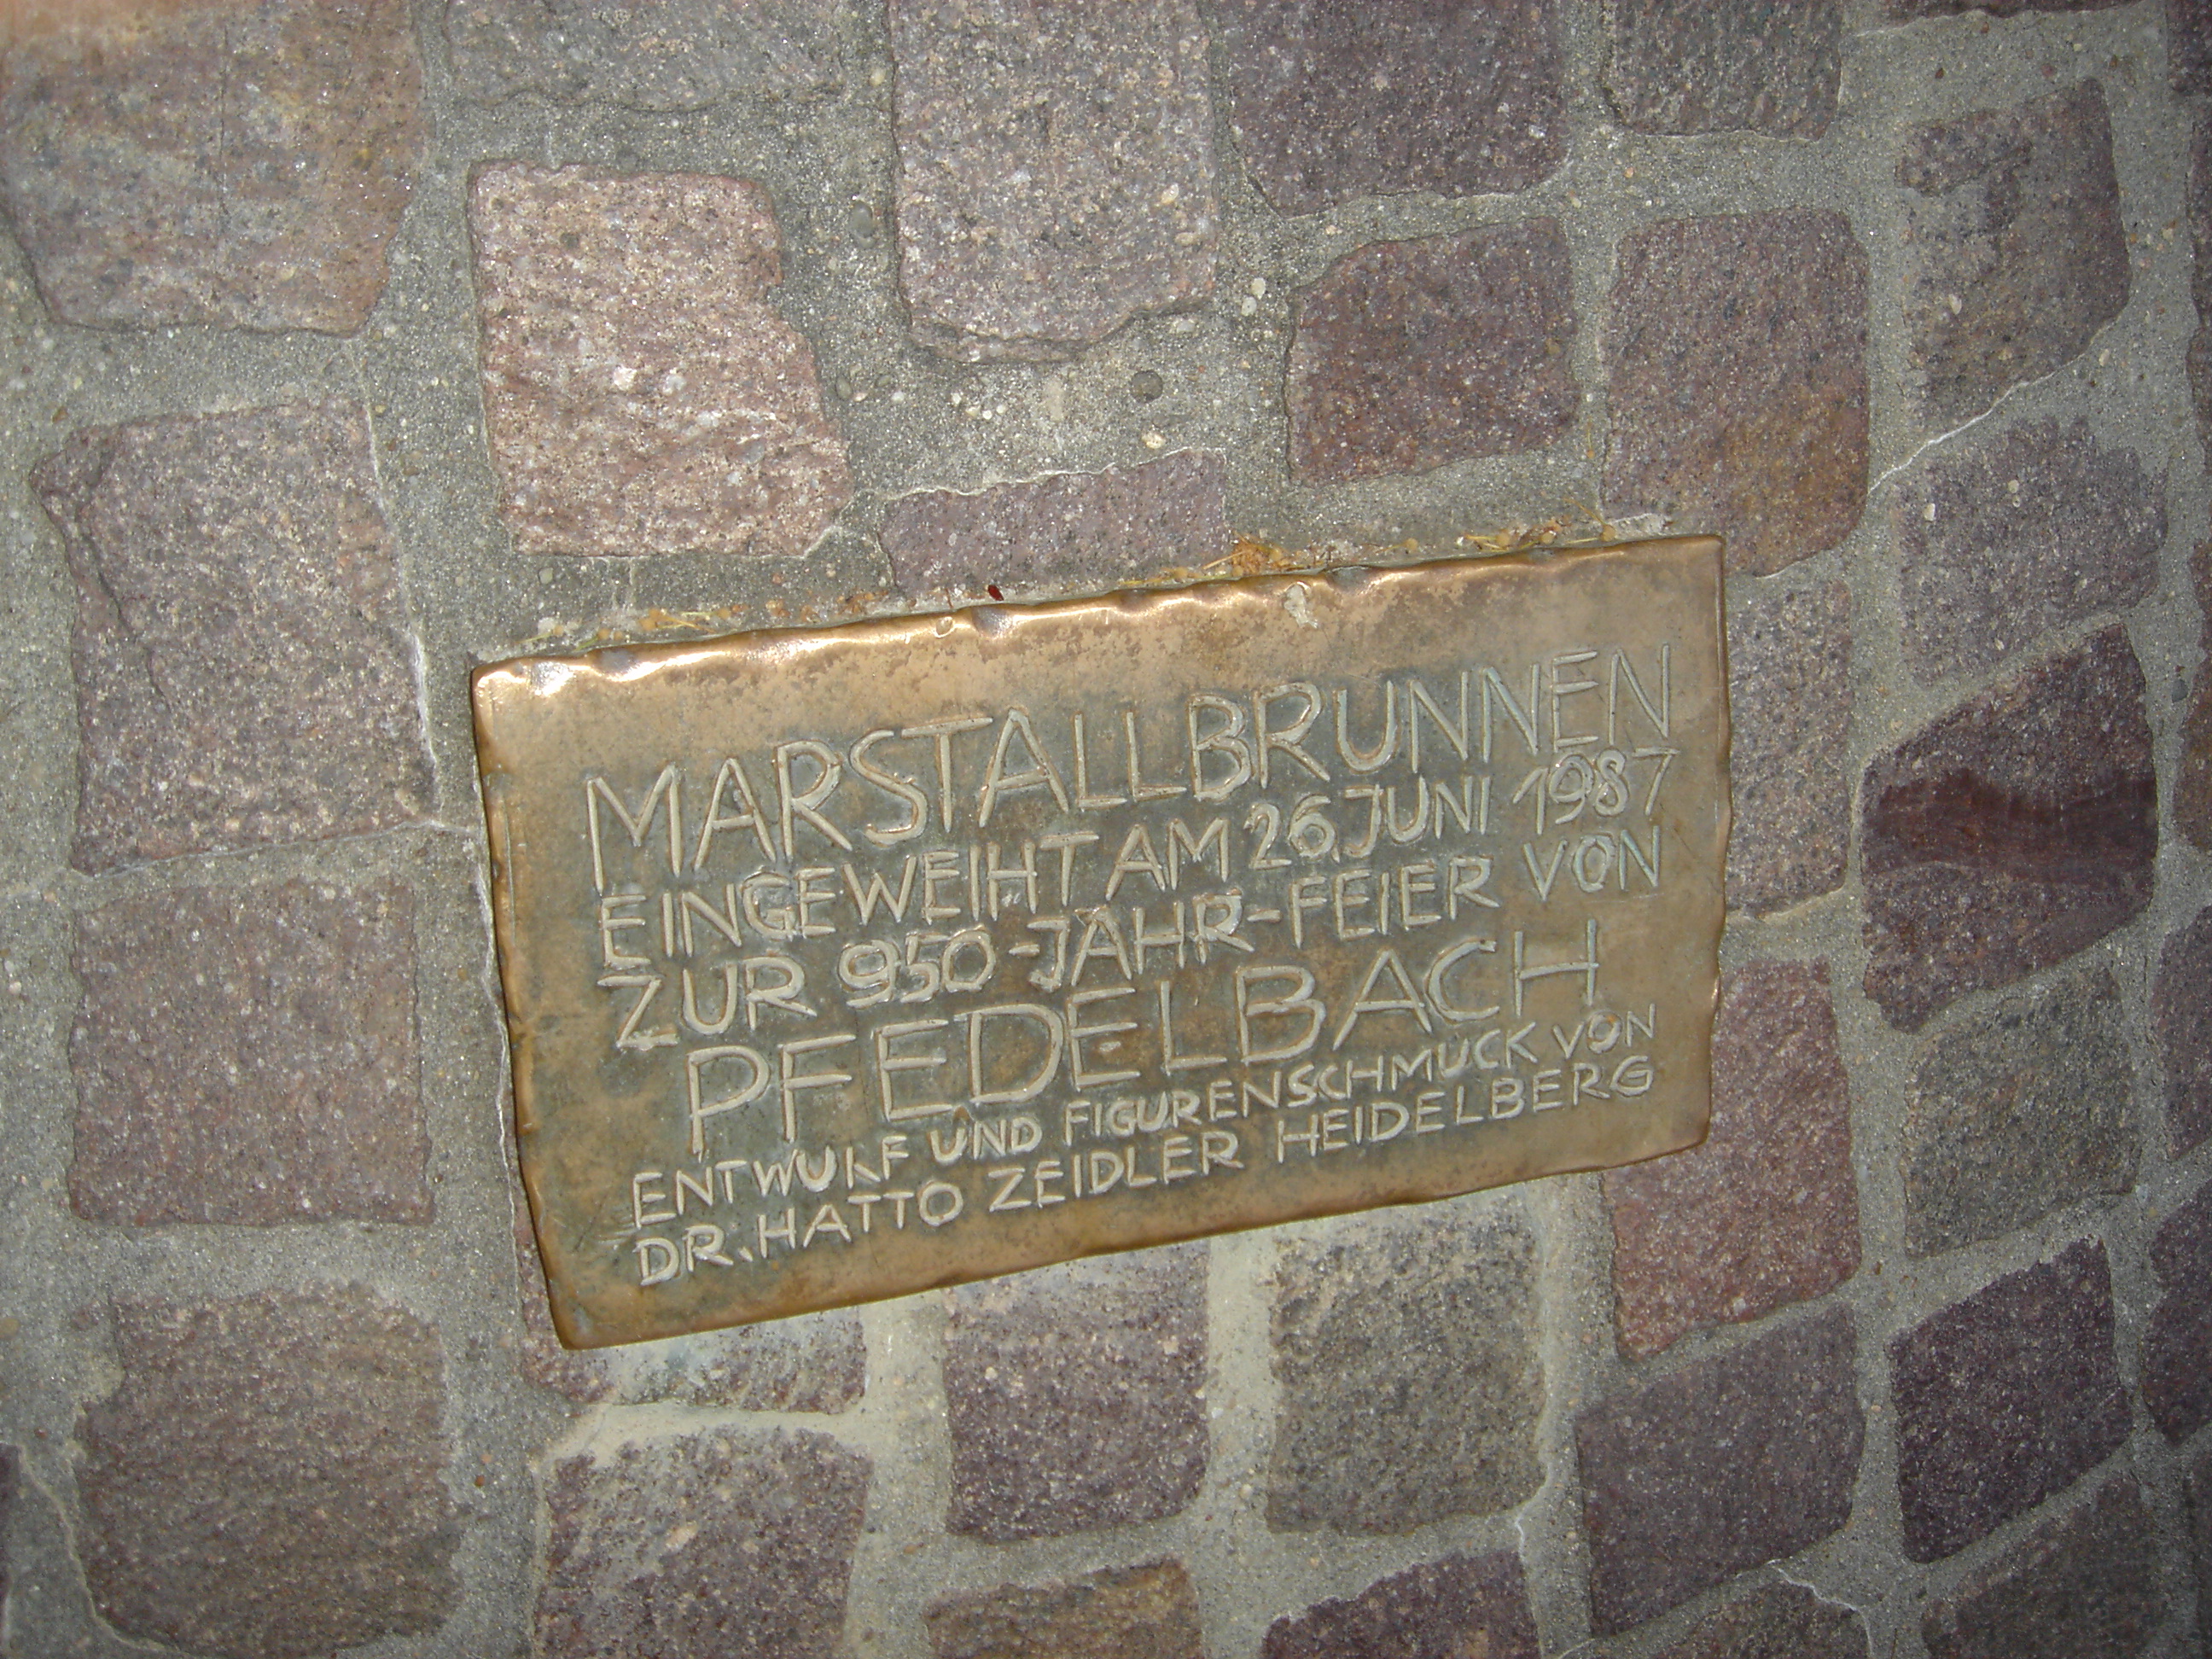 MARSTALLBRUNNEN
EINGEWEIHT AM 26. JUNI 1987
ZUR 950-JAHR-FEIER VON
PFEDELBACH
ENTWURF UND FIGURENSCHMUCK VON
DR. HATTO ZEIDLER HEIDELBERG